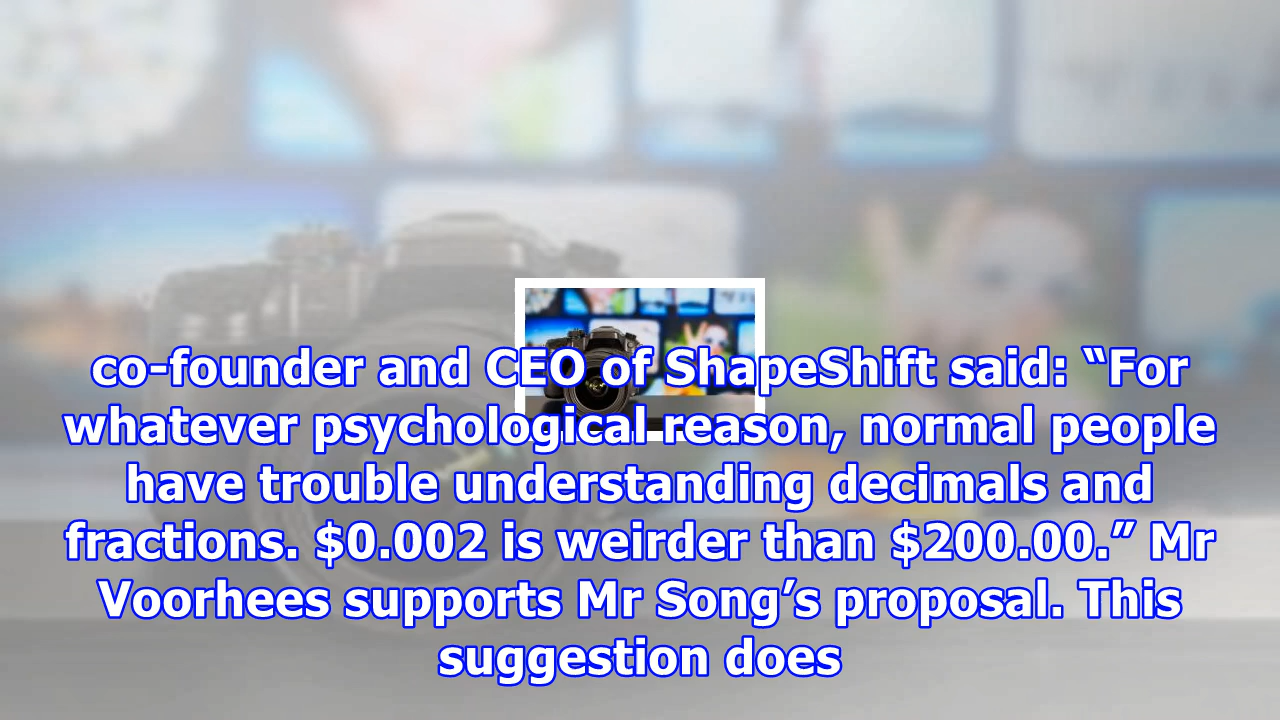 co-founder and CEO of ShapeShift said: “For
whatever psychological reason, normal people
have trouble understanding decimals and
fractions. $0.002 is weirder than $200.00.” Mr
Voorhees supports Mr Song’s proposal. This
suggestion does